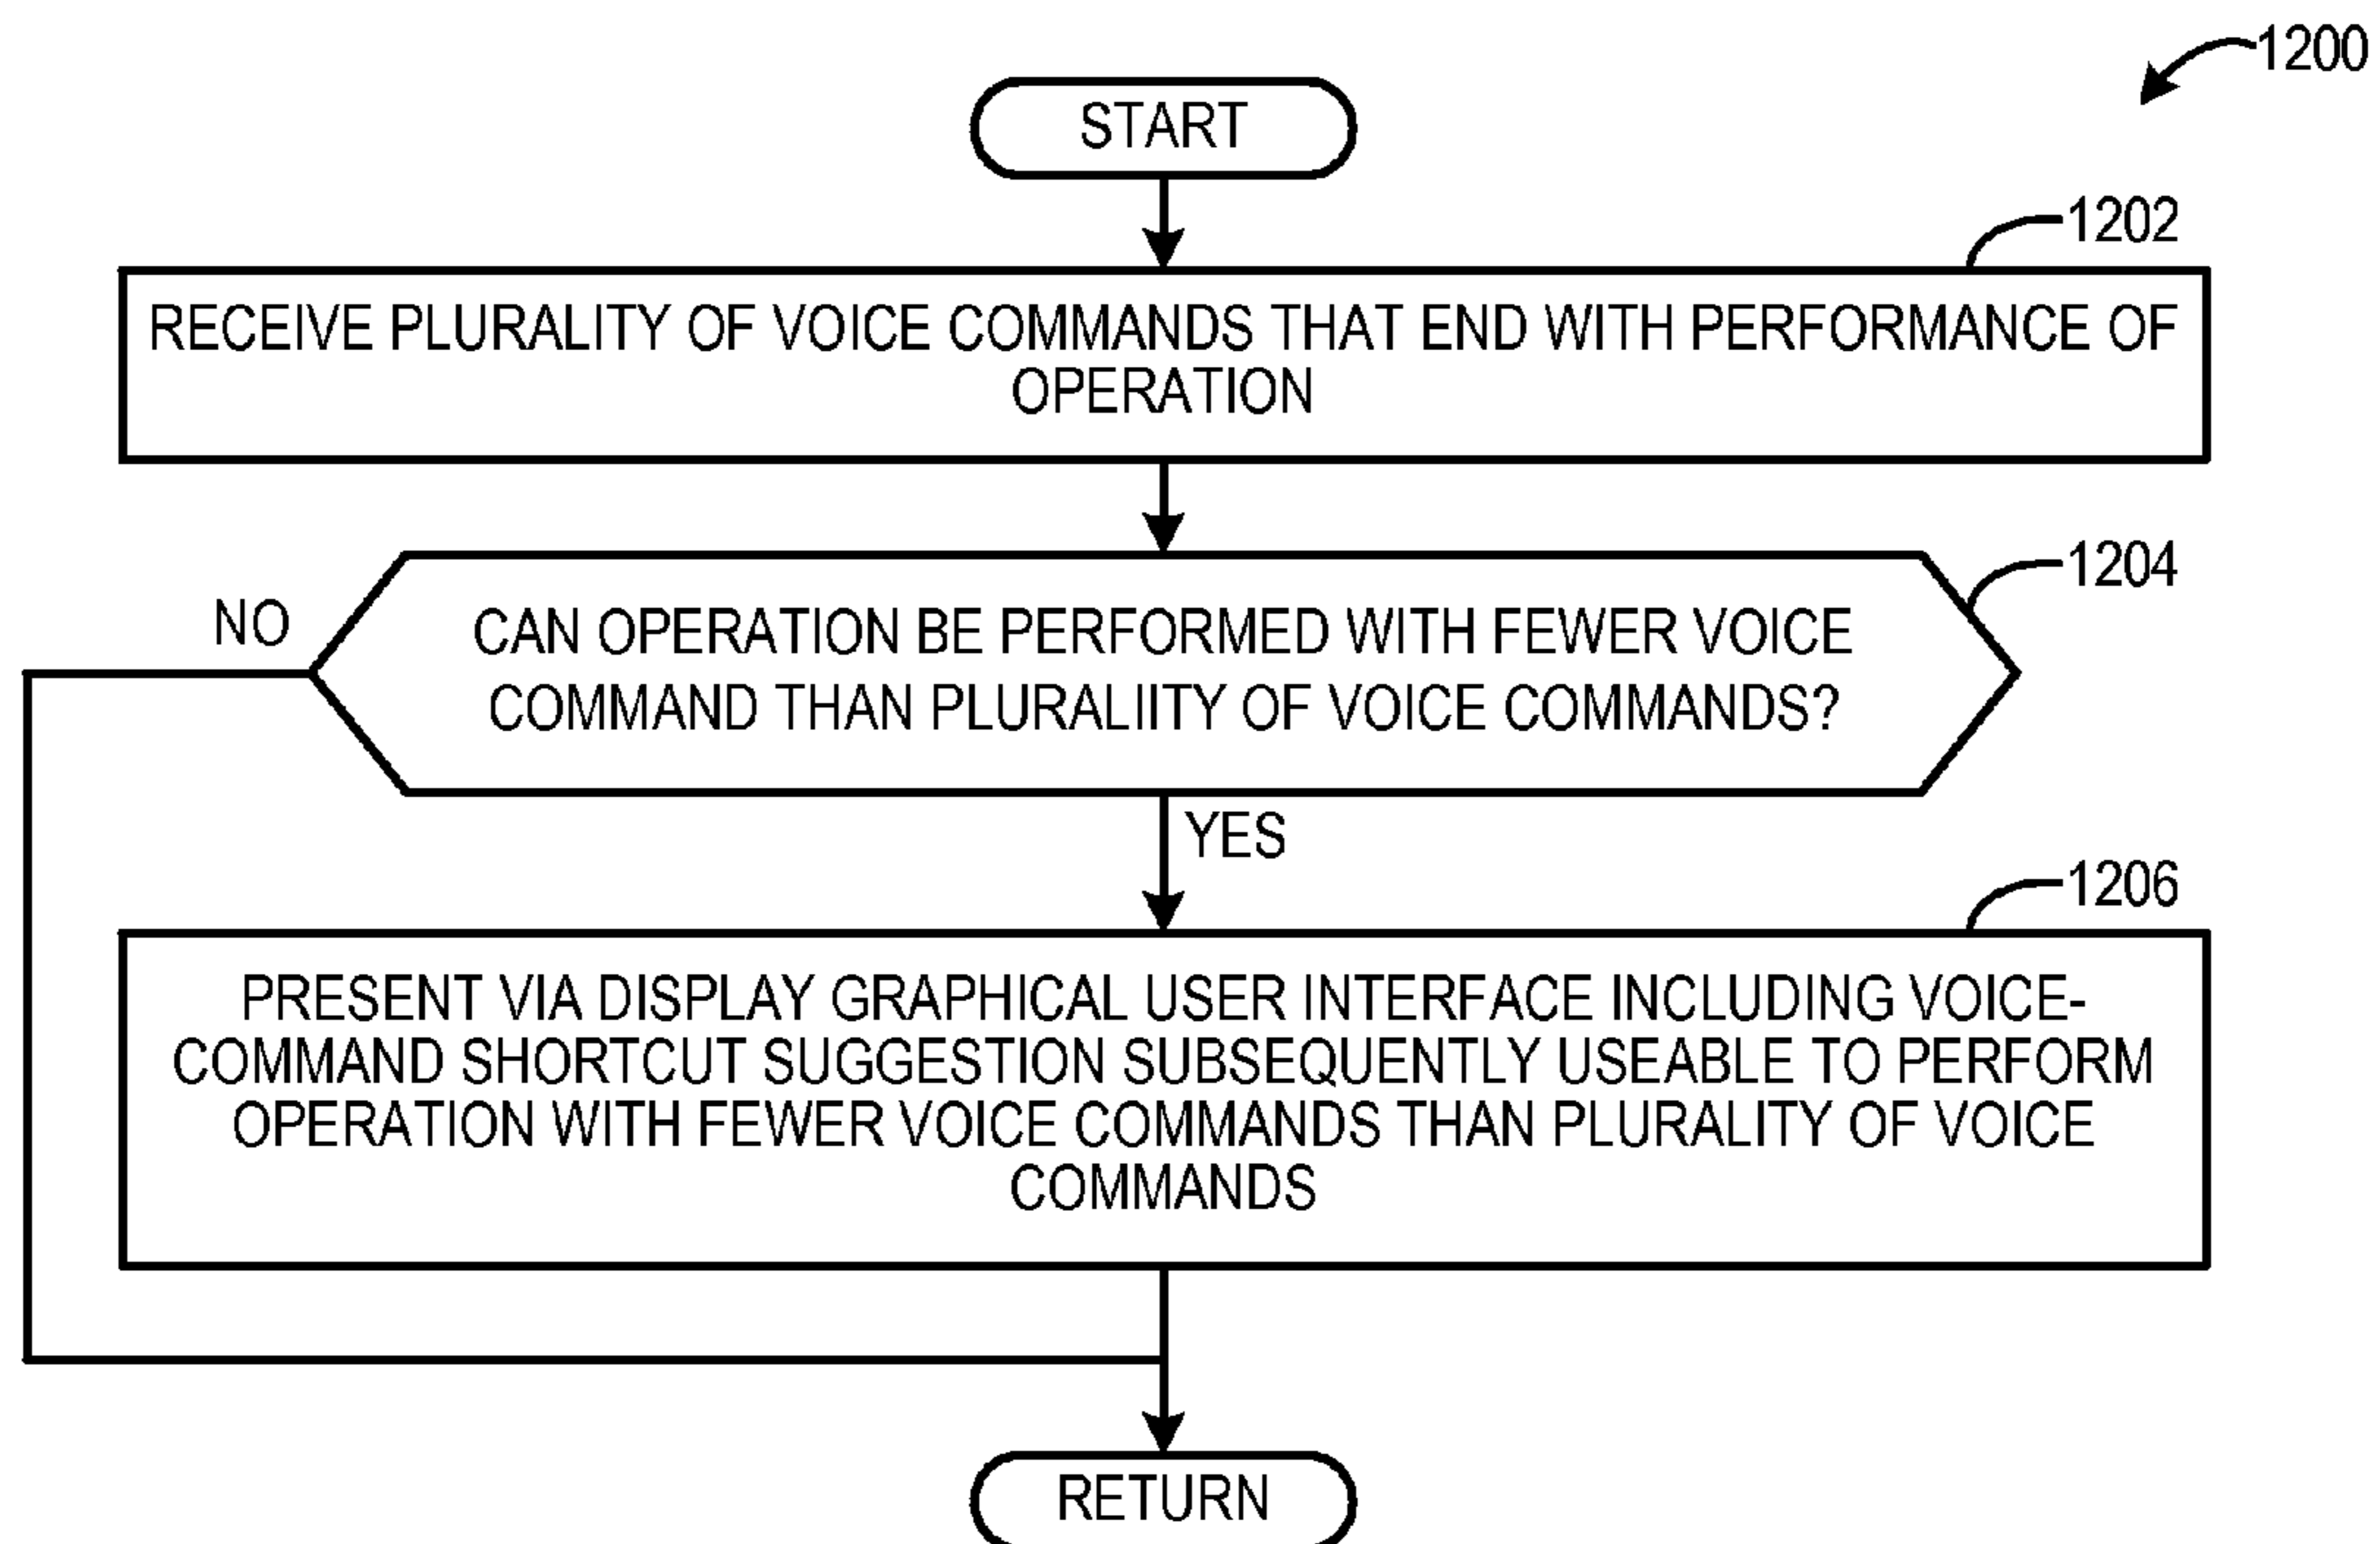 1200
START
1202
RECEIVE PLURALITY OF VOICE COMMANDS THAT END WITH PERFORMANCE OF
OPERATION
1204
NO
CAN OPERATION BE PERFORMED WITH FEWER VOICE
COMMAND THAN PLURALIITY OF VOICE COMMANDS?
YES
1206
PRESENT VIA DISPLAY GRAPHICAL USER INTERFACE INCLUDING VOICE-
COMMAND SHORTCUT SUGGESTION SUBSEQUENTLY USEABLE TO PERFORM
OPERATION WITH FEWER VOICE COMMANDS THAN PLURALITY OF VOICE
COMMANDS
RETURN